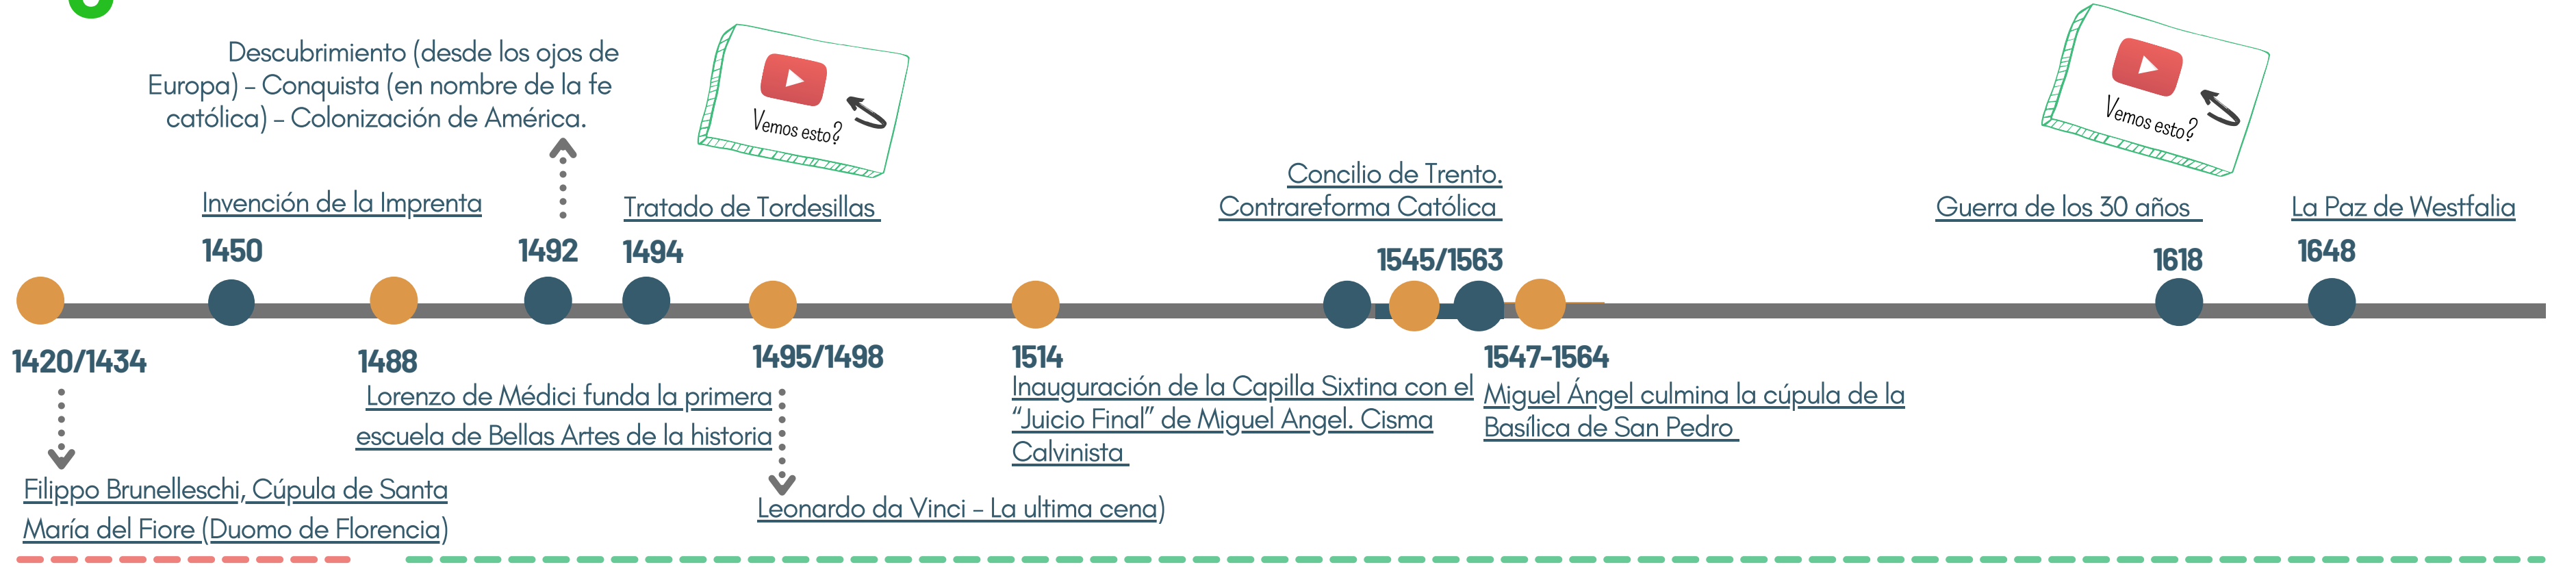 Descubrimiento (desde los ojos de
Europa) - Conquista (en nombre de la fe
católica) - Colonización de América.
Vemos esto?
Vemos esto?
Invención de la Imprenta
1450
1492
Tratado de Tordesillas
1494
Concilio de Trento.
Contrareforma Católica
1545/1563
Guerra de los 30 años
1618
La Paz de Westfalia
1648
1420/1434
Filippo Brunelleschi, Cúpula de Santa
María del Fiore (Duomo de Florencia)
1488
Lorenzo de Médici funda la primera
escuela de Bellas Artes de la historia
1495/1498
Leonardo da Vinci - La ultima cena)
1514
Inauguración de la Capilla Sixtina con el
“Juicio Final” de Miguel Angel. Cisma
Calvinista
1547-1564
Miguel Ángel culmina la cúpula de la
Basílica de San Pedro